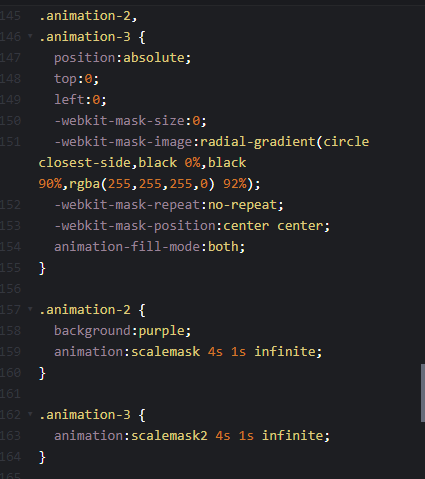 145 .animation-2,
146 .animation-3 {
147 position:absolute;
148 top:0;
149 left:0;
150 -webkit-mask-size:0;
151 -webkit-mask-image:radial-gradient(circle
closest-side,black 0%,black
90%,rgba(255,255,255,0) 92%);
152 -webkit-mask-repeat:no-repeat;
153 -webkit-mask-position:center center;
154 animation-fill-mode:both;
155 }
156
157 .animation-2 {
158 background:purple;
159 animation:scalemask 4s 1s infinite;
160 }
161
162 .animation-3 {
163 animation:scalemask2 4s 1s infinite;
164 }
165